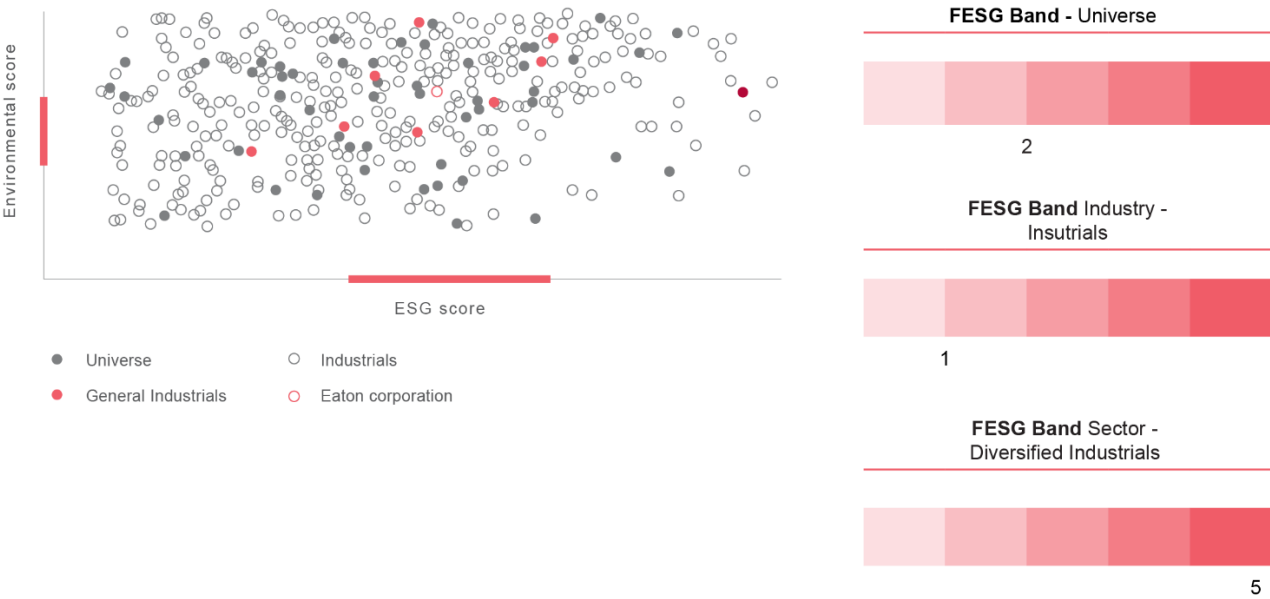 Environmental score
ESG score
Universe
Industrials
General Industrials
Eaton corporation
FESG Band - Universe
2
FESG Band Industry -
Insutrials
1
FESG Band Sector -
Diversified Industrials
5